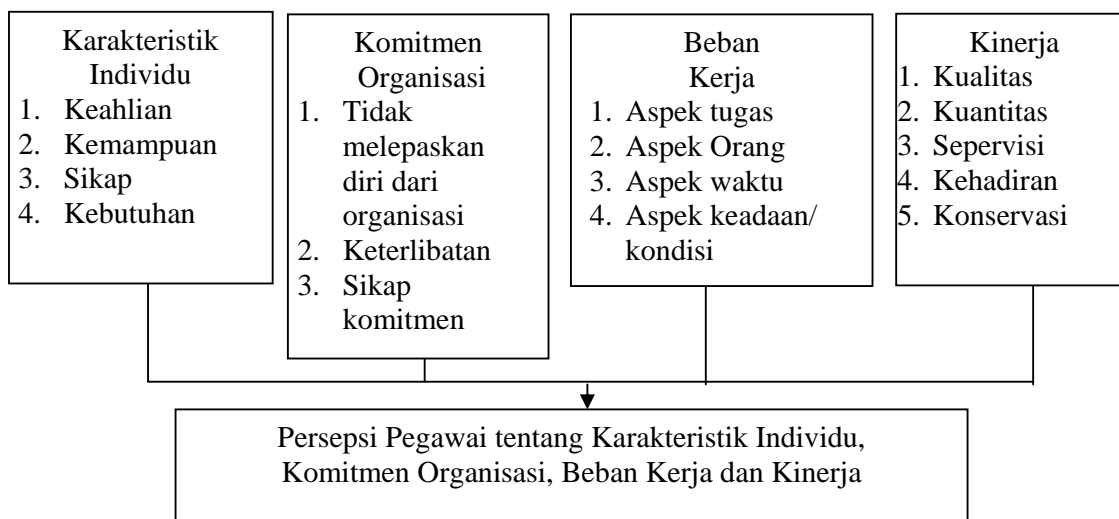 Karakteristik
Individu
1. Keahlian
2. Kemampuan
3. Sikap
4. Kebutuhan
Komitmen
Organisasi
1. Tidak
melepaskan
diri dari
organisasi
2. Keterlibatan
3. Sikap
komitmen
Beban
Kerja
1. Aspek tugas
2. Aspek Orang
3. Aspek waktu
4. Aspek keadaan/
kondisi
Kinerja
1. Kualitas
2. Kuantitas
3. Sepervisi
4. Kehadiran
5. Konservasi
Persepsi Pegawai tentang Karakteristik Individu,
Komitmen Organisasi, Beban Kerja dan Kinerja